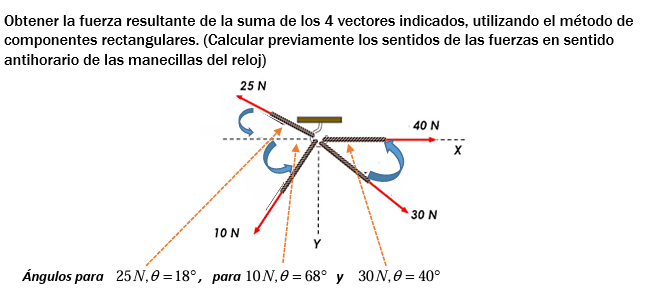 Obtener la fuerza resultante de la suma de los 4 vectores indicados, utilizando el método de
componentes rectangulares. (Calcular previamente los sentidos de las fuerzas en sentido
antihorario de las manecillas del reloj)
25 N
40 N
X
30 N
10 N
Y
Ángulos para 25 N, θ = 18°, para 10 N, θ = 68° y 30 N, θ = 40°